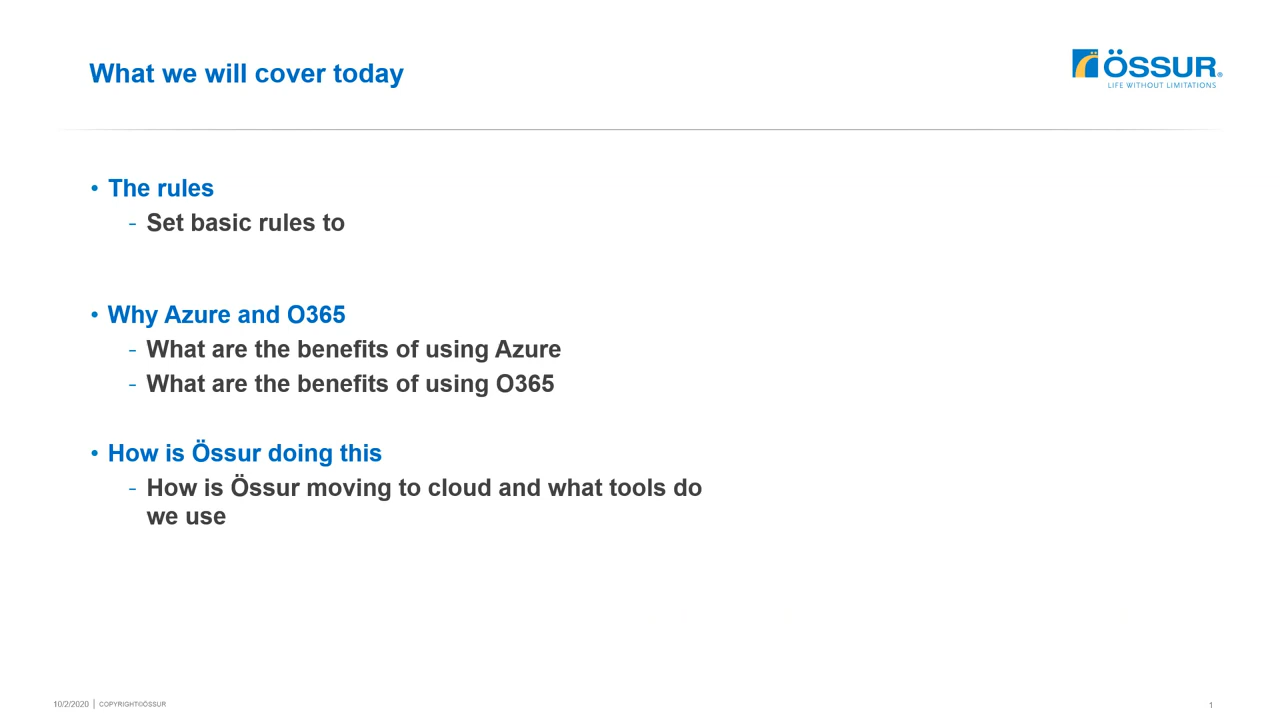 What we will cover today
ÖSSUR®
LIFE WITHOUT LIMITATIONS
• The rules
- Set basic rules to
• Why Azure and O365
- What are the benefits of using Azure
- What are the benefits of using O365
• How is Össur doing this
- How is Össur moving to cloud and what tools do
we use
10/2/2020 | COPYRIGHT©ÖSSUR
1